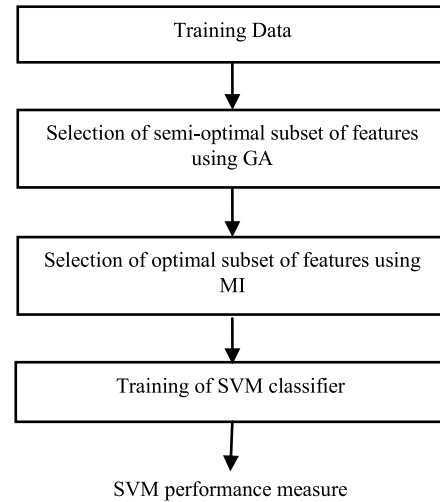 Training Data
Selection of semi-optimal subset of features
using GA
Selection of optimal subset of features using
MI
Training of SVM classifier
SVM performance measure